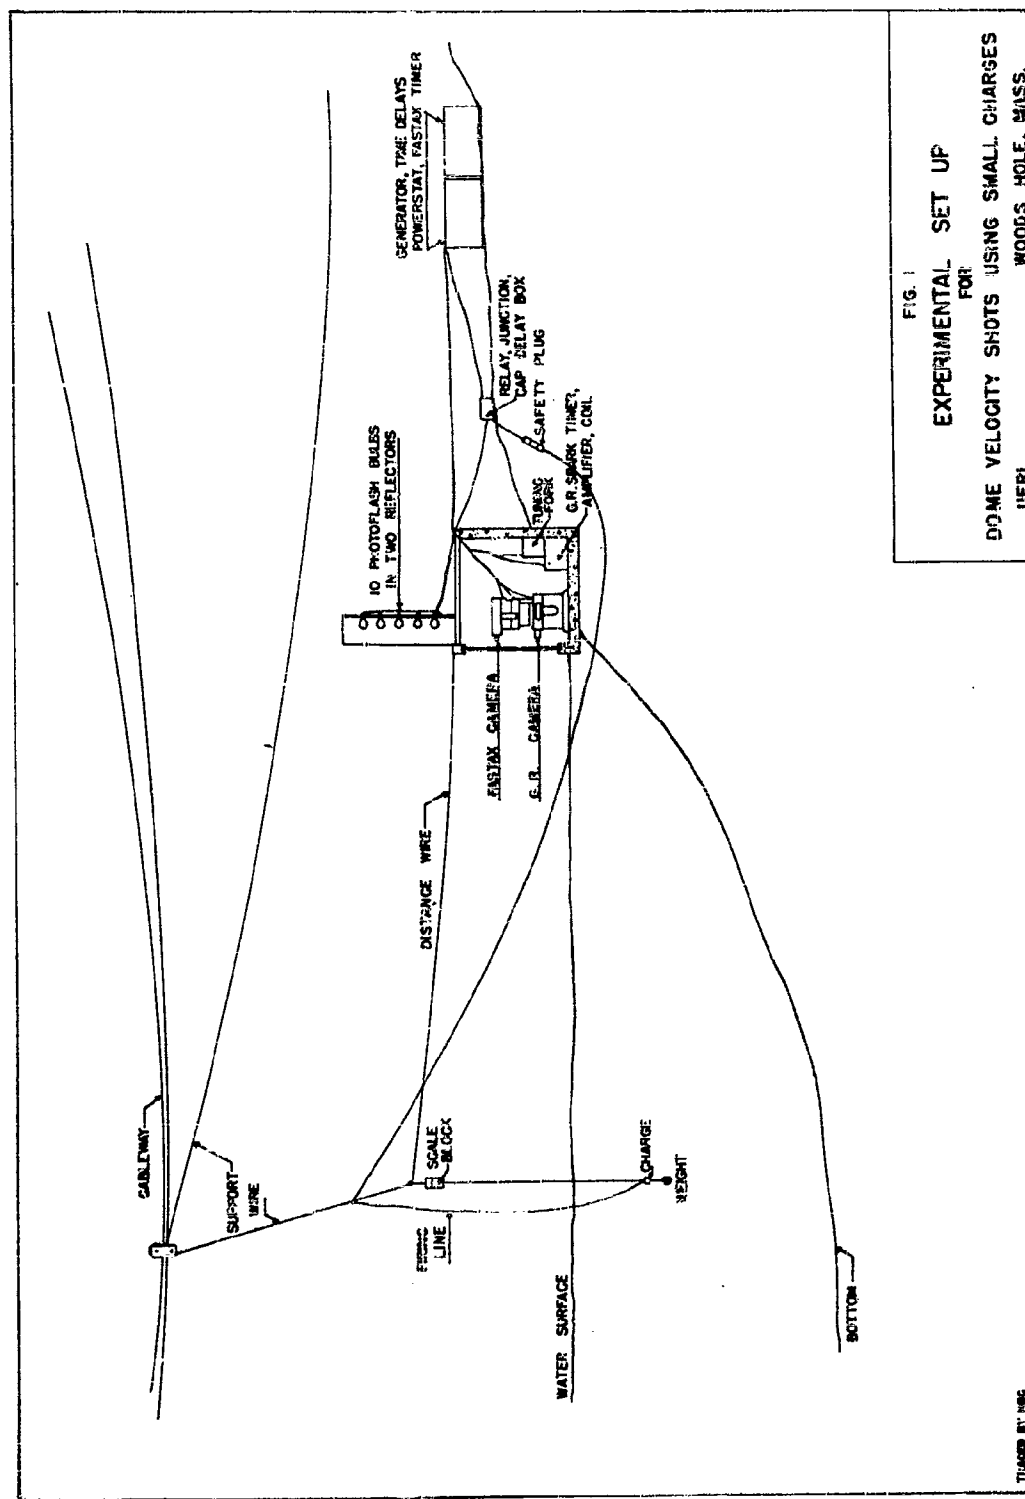 CABLEWAY
SUPPORT
WIRE
FIRING
LINE
SCALE
BLOCK
CHARGE
WEIGHT
WATER SURFACE
BOTTOM
DISTANCE WIRE
FASTAX CAMERA
G.R. CAMERA
10 PHOTOFLASH BULBS
IN TWO REFLECTORS
TUNING
FORK
G.R. SPARK TIMER,
AMPLIFIER, COIL
SAFETY PLUG
RELAY, JUNCTION,
CAP DELAY BOX
GENERATOR, TIME DELAYS
POWERSTAT, FASTAX TIMER
FIG. 1
EXPERIMENTAL SET UP
FOR
DOME VELOCITY SHOTS USING SMALL CHARGES
UERL WOODS HOLE, MASS.
TRACED BY